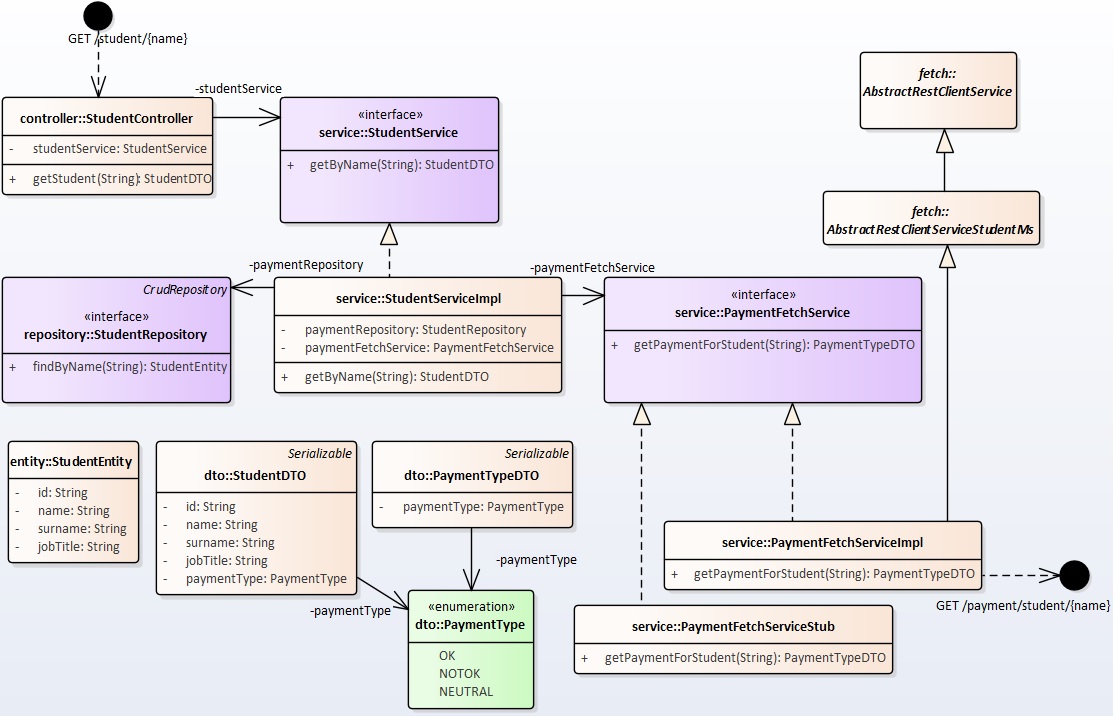 GET /student/{name}
-studentService
controller::StudentController
- studentService: StudentService
+ getStudent(String): StudentDTO
«interface»
service::StudentService
+ getByName(String): StudentDTO
fetch::
AbstractRestClientService
fetch::
AbstractRestClientServiceStudentMs
-paymentRepository
-paymentFetchService
CrudRepository
«interface»
repository::StudentRepository
+ findByName(String): StudentEntity
service::StudentServiceImpl
- paymentRepository: StudentRepository
- paymentFetchService: PaymentFetchService
+ getByName(String): StudentDTO
«interface»
service::PaymentFetchService
+ getPaymentForStudent(String): PaymentTypeDTO
entity::StudentEntity
- id: String
- name: String
- surname: String
- jobTitle: String
Serializable
dto::StudentDTO
- id: String
- name: String
- surname: String
- jobTitle: String
- paymentType: PaymentType
Serializable
dto::PaymentTypeDTO
- paymentType: PaymentType
-paymentType
-paymentType
«enumeration»
dto::PaymentType
OK
NOTOK
NEUTRAL
service::PaymentFetchServiceImpl
+ getPaymentForStudent(String): PaymentTypeDTO
GET /payment/student/{name}
service::PaymentFetchServiceStub
+ getPaymentForStudent(String): PaymentTypeDTO